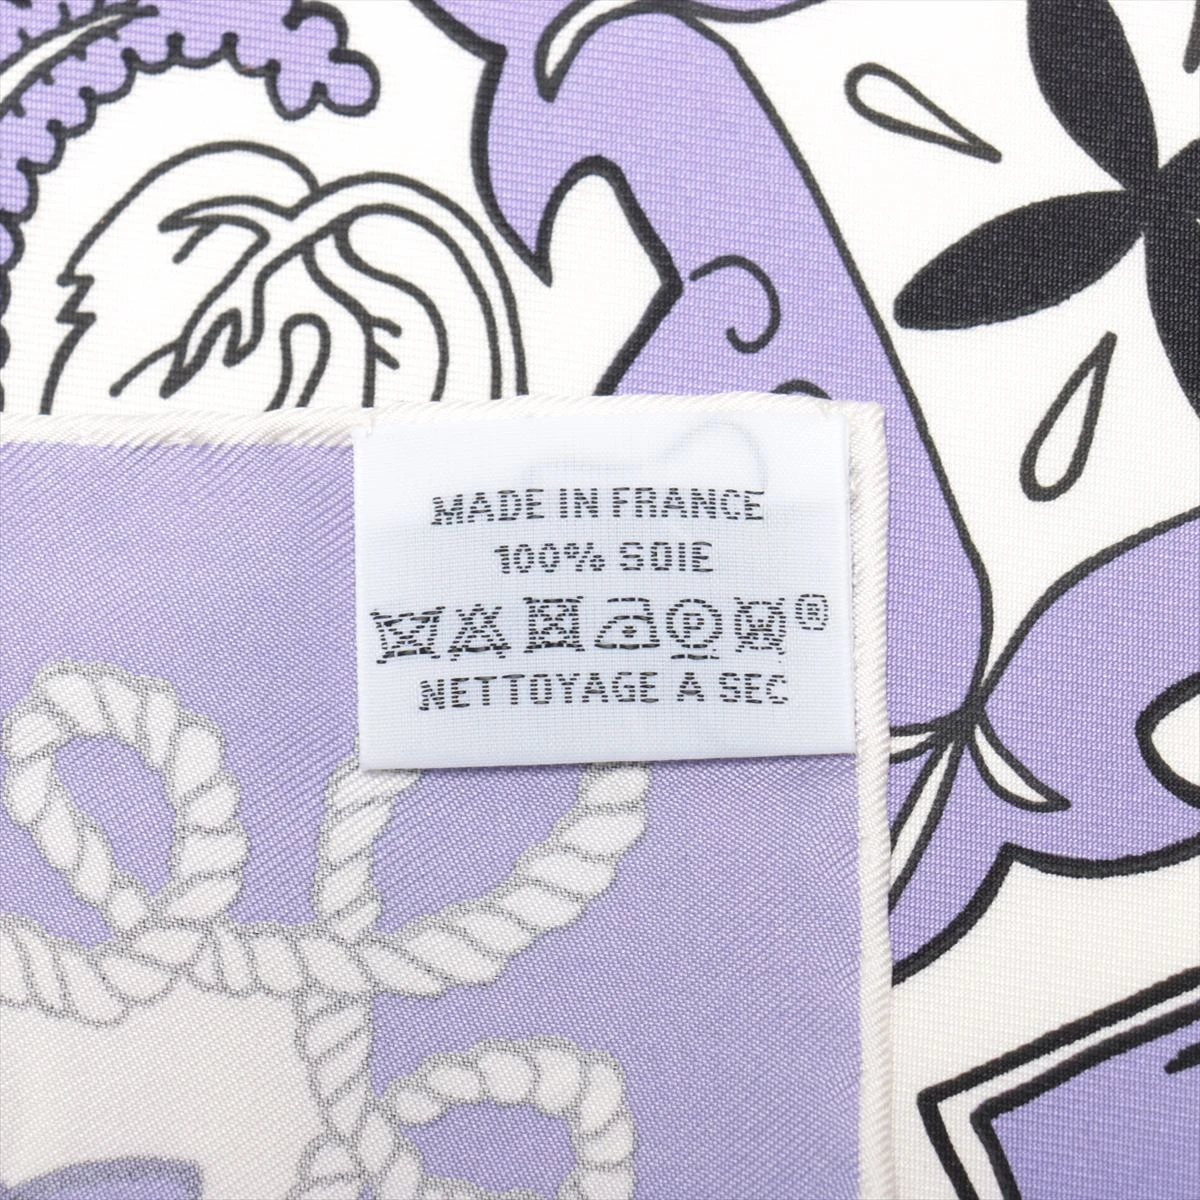 MADE IN FRANCE
100% SOIE
P W ®
NETTOYAGE A SEC